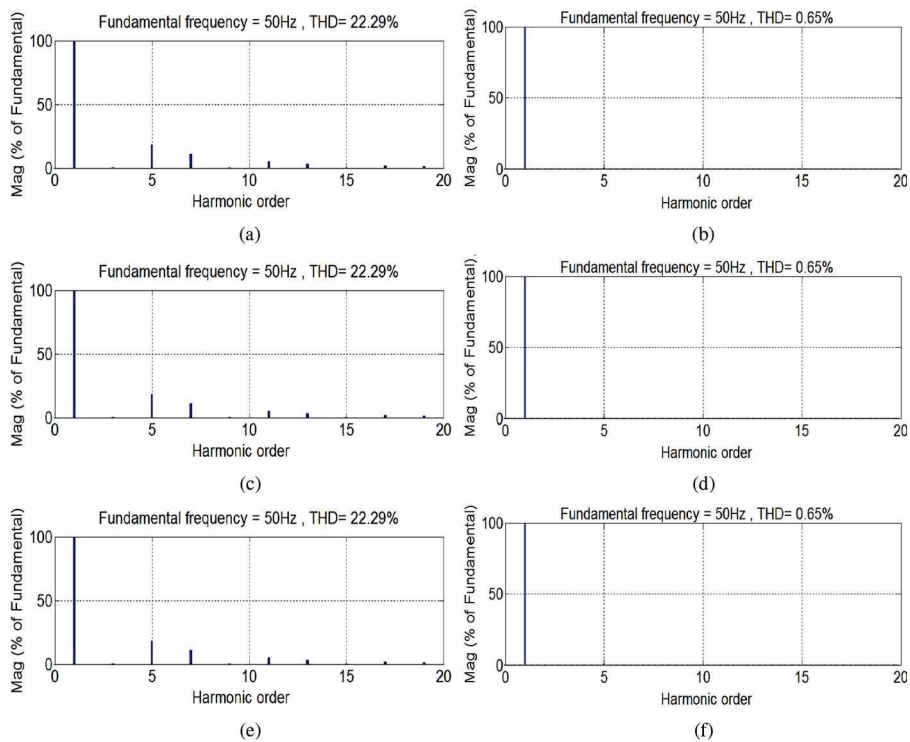 Fundamental frequency = 50Hz , THD= 22.29%
Mag (% of Fundamental)
100
50
0
0 5 10 15 20
Harmonic order
(a)
Fundamental frequency = 50Hz , THD= 0.65%
Mag (% of Fundamental).
100
50
0
0 5 10 15 20
Harmonic order
(b)
Fundamental frequency = 50Hz , THD= 22.29%
Mag (% of Fundamental)
100
50
0
0 5 10 15 20
Harmonic order
(c)
Fundamental frequency = 50Hz , THD= 0.65%
Mag (% of Fundamental).
100
50
0
0 5 10 15 20
Harmonic order
(d)
Fundamental frequency = 50Hz , THD= 22.29%
Mag (% of Fundamental)
100
50
0
0 5 10 15 20
Harmonic order
(e)
Fundamental frequency = 50Hz , THD= 0.65%
Mag (% of Fundamental)
100
50
0
0 5 10 15 20
Harmonic order
(f)